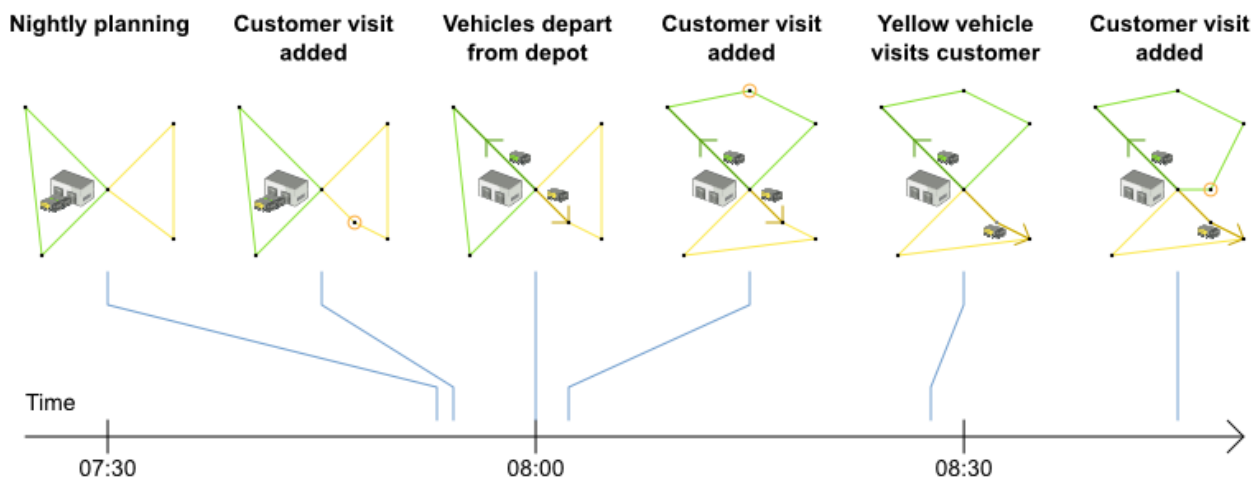 Nightly planning
Customer visit
added
Vehicles depart
from depot
Customer visit
added
Yellow vehicle
visits customer
Customer visit
added
Time
07:30
08:00
08:30